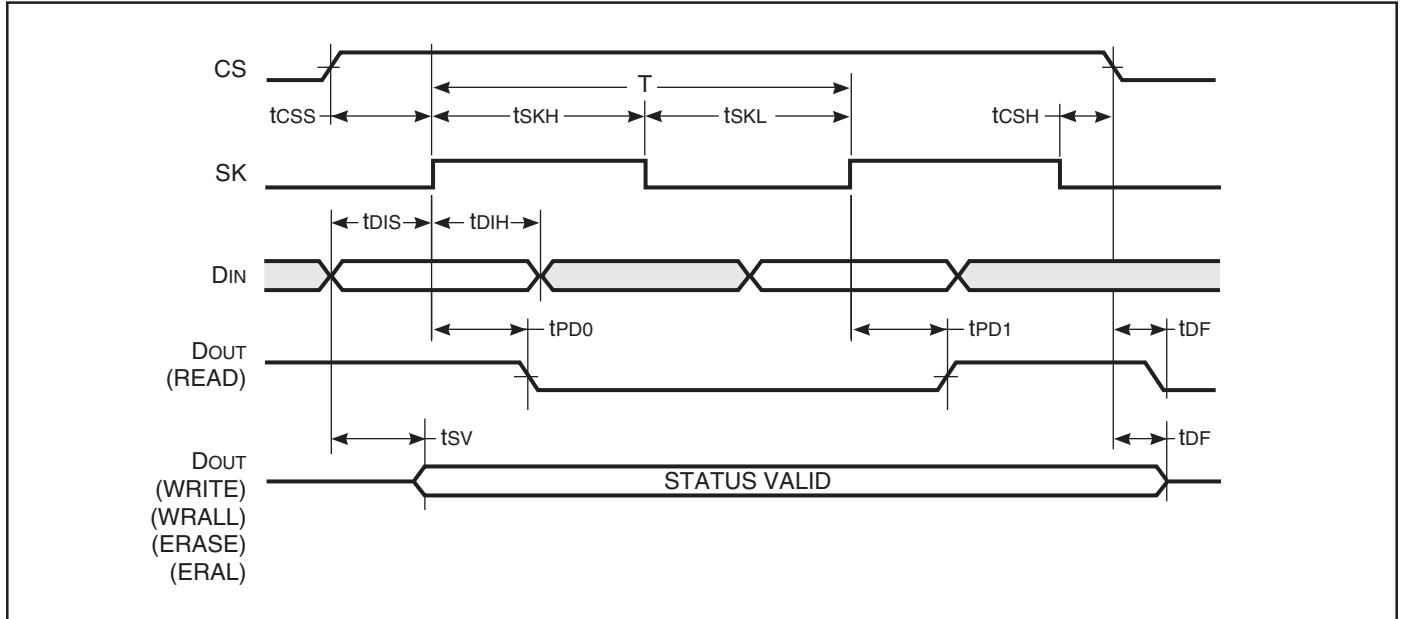 CS
T
tCSS
tSKH
tSKL
tCSH
SK
tDIS
tDIH
DIN
tPD0
tPD1
tDF
DOUT
(READ)
tSV
tDF
DOUT
(WRITE)
(WRALL)
(ERASE)
(ERAL)
STATUS VALID